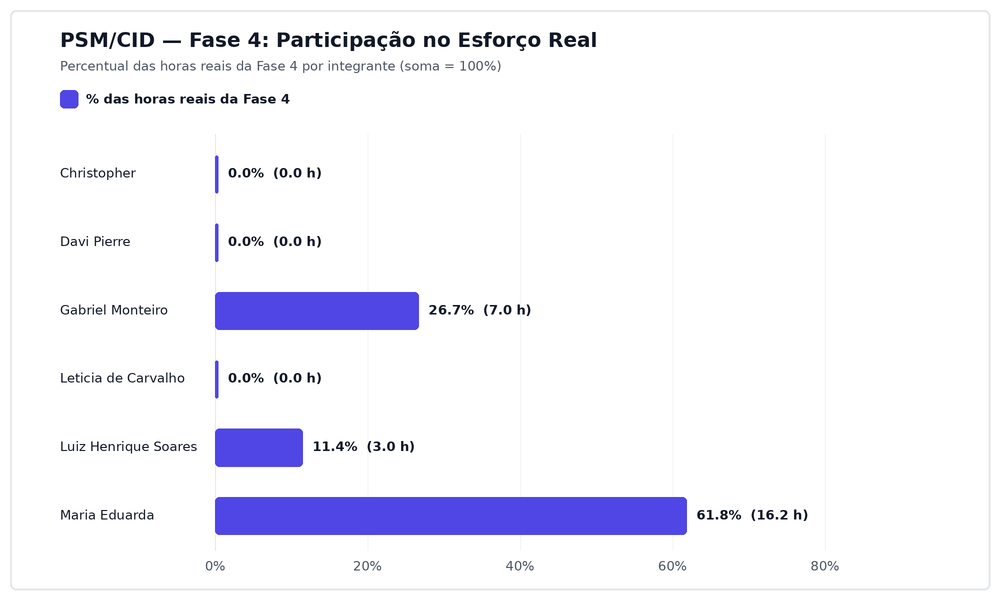 PSM/CID — Fase 4: Participação no Esforço Real
Percentual das horas reais da Fase 4 por integrante (soma = 100%)
% das horas reais da Fase 4
Christopher 0.0% (0.0 h)
Davi Pierre 0.0% (0.0 h)
Gabriel Monteiro 26.7% (7.0 h)
Leticia de Carvalho 0.0% (0.0 h)
Luiz Henrique Soares 11.4% (3.0 h)
Maria Eduarda 61.8% (16.2 h)
0% 20% 40% 60% 80%